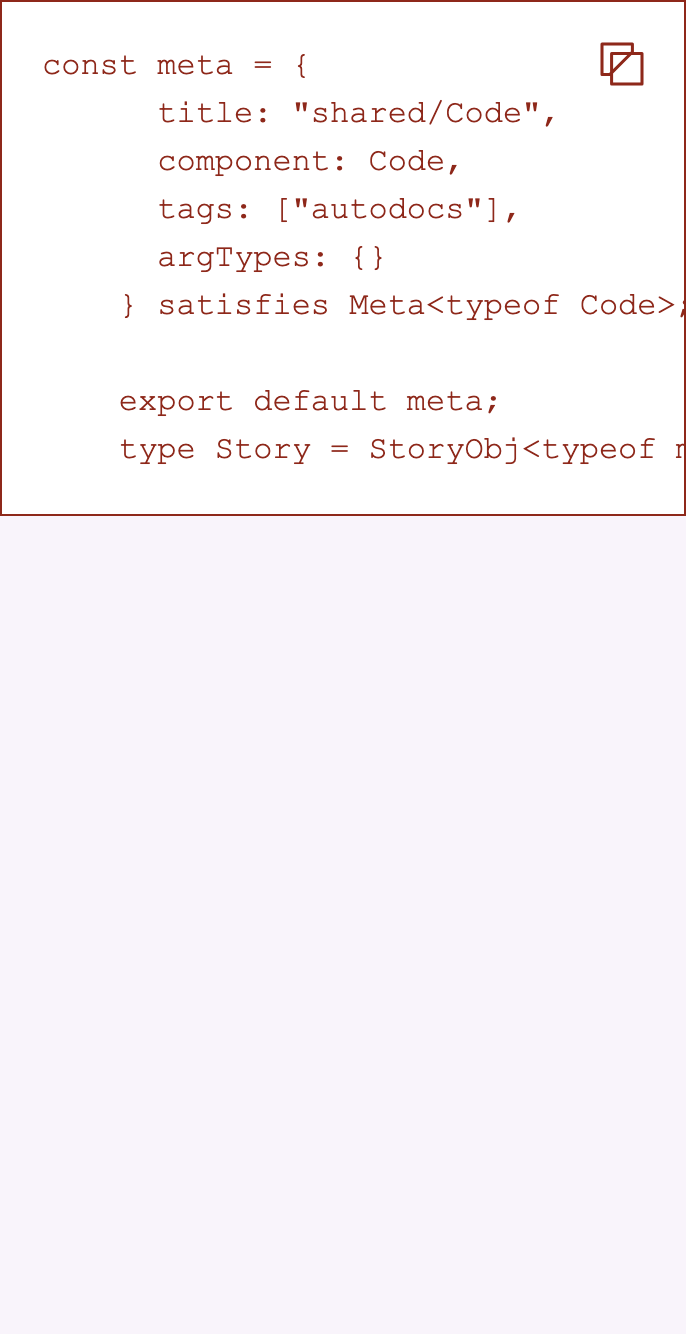 const meta = {
title: "shared/Code",
component: Code,
tags: ["autodocs"],
argTypes: {}
} satisfies Meta<typeof Code>;
export default meta;
type Story = StoryObj<typeof